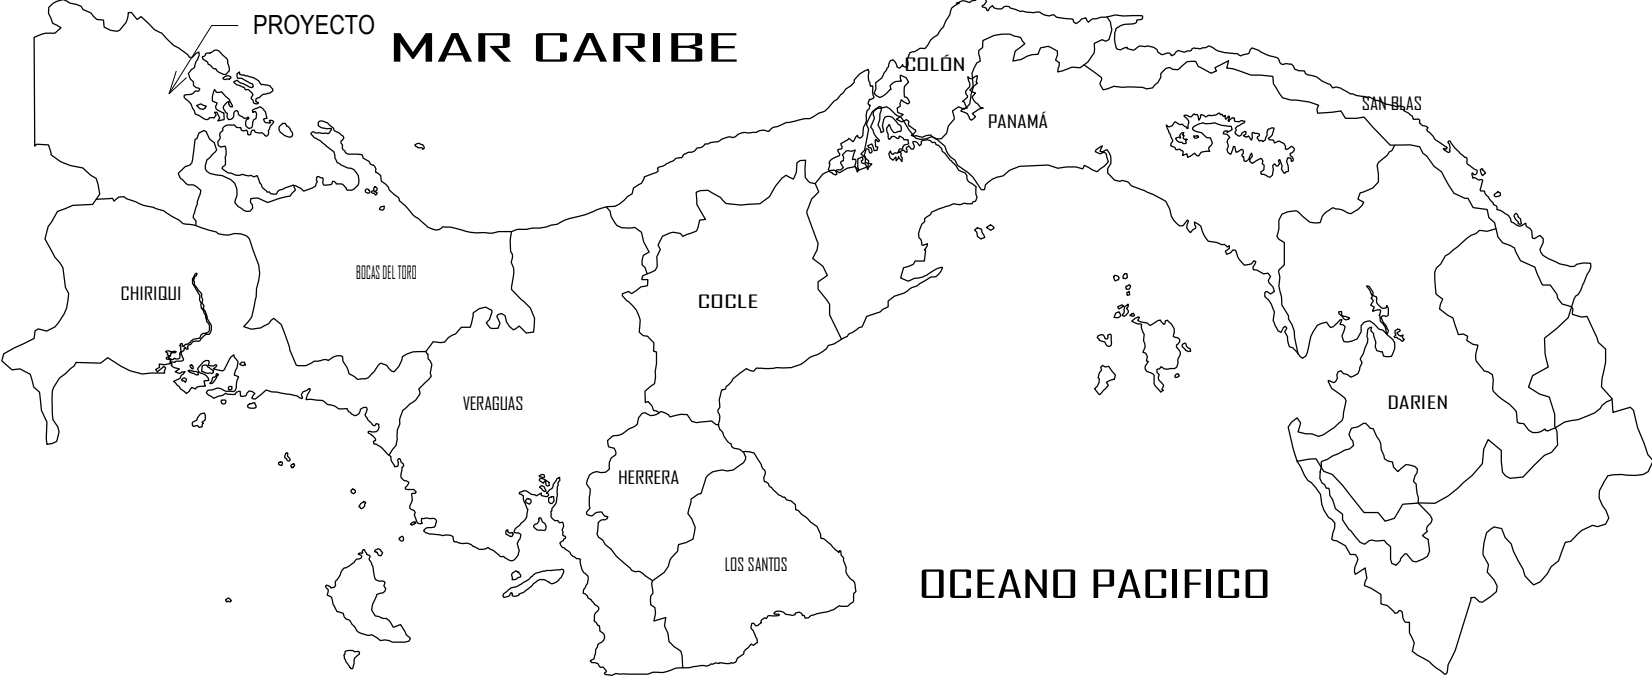 PROYECTO
MAR CARIBE
COLÓN
SAN BLAS
PANAMÁ
BOCAS DEL TORO
CHIRIQUI
COCLE
VERAGUAS
DARIEN
HERRERA
LOS SANTOS
OCEANO PACIFICO